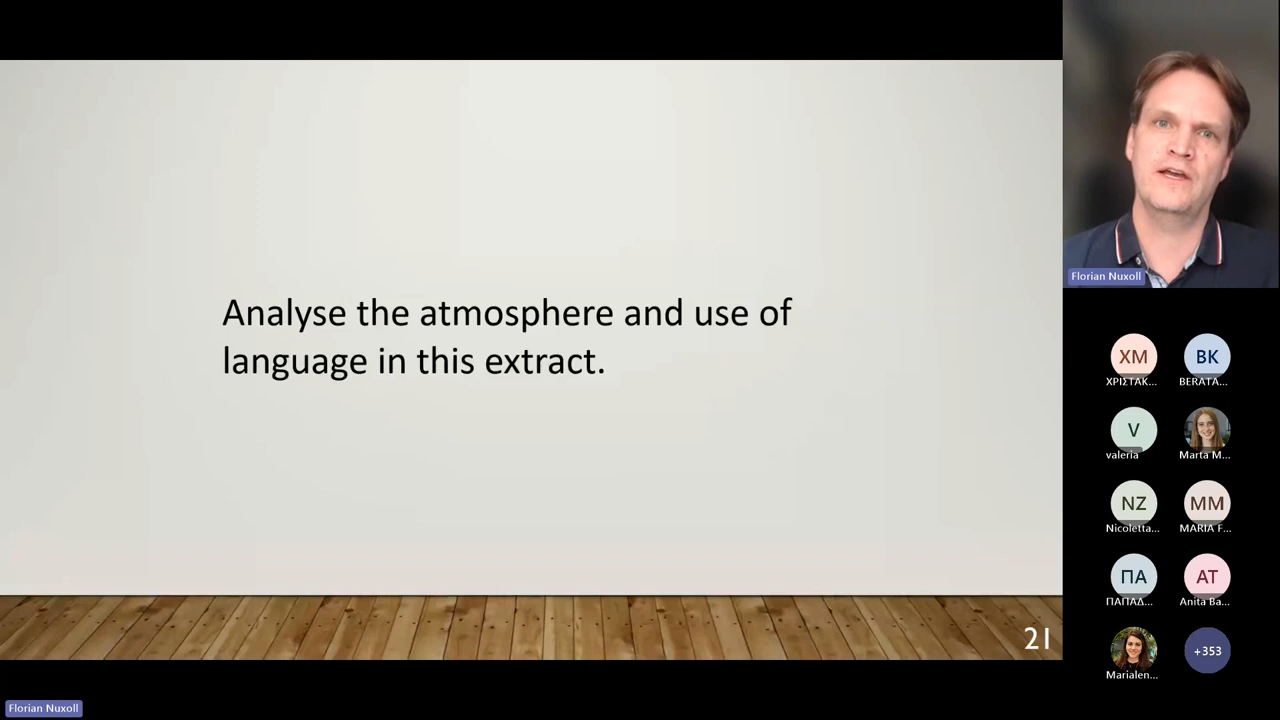 Analyse the atmosphere and use of
language in this extract.
21
Florian Nuxoll
XM
BK
ΧΡΙΣΤΑΚ...
BERATA...
V
valeria
Marta M...
NZ
MM
Nicoletta...
MARIA F...
ΠΑ
AT
ΠΑΠΑΔ...
Anita Ba...
Marialen...
+353
Florian Nuxoll